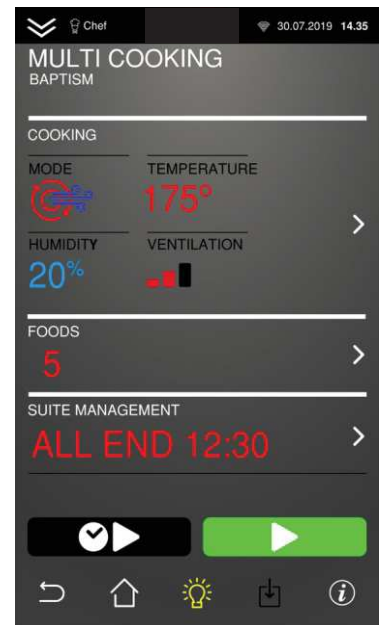 Chef 30.07.2019 14.35
MULTI COOKING
BAPTISM
COOKING
MODE TEMPERATURE
175°
HUMIDITY VENTILATION
20%
FOODS
5
SUITE MANAGEMENT
ALL END 12:30
i